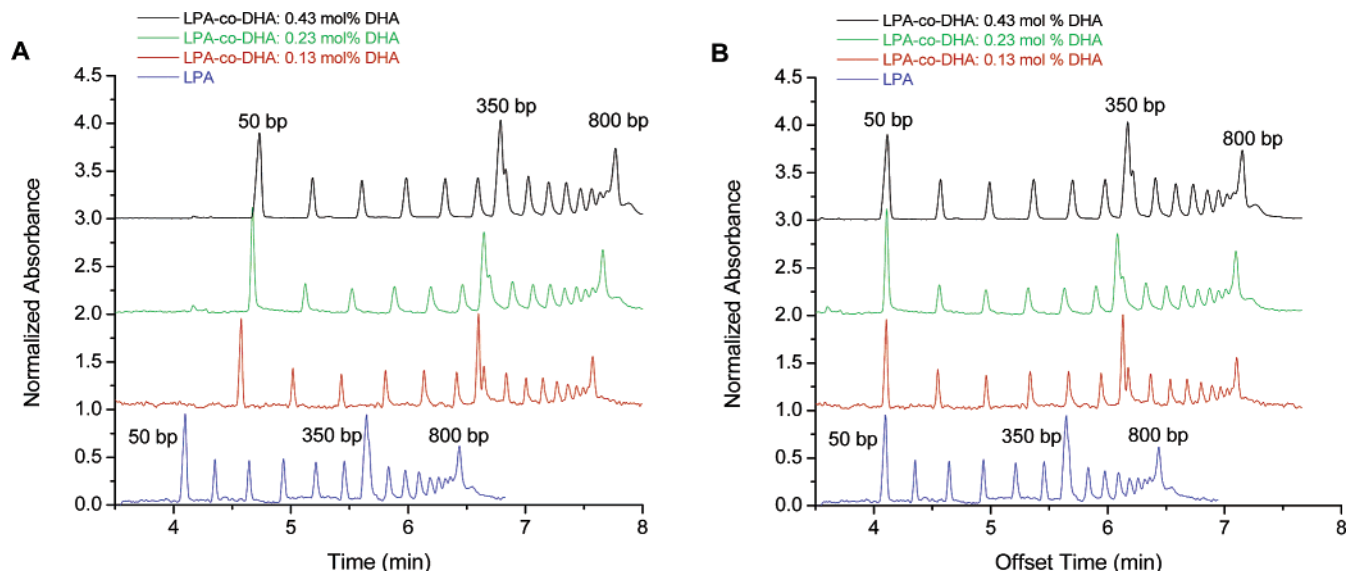 A
LPA-co-DHA: 0.43 mol% DHA
LPA-co-DHA: 0.23 mol% DHA
LPA-co-DHA: 0.13 mol% DHA
LPA
4.5
4.0
3.5
3.0
2.5
2.0
1.5
1.0
0.5
0.0
Normalized Absorbance
50 bp
350 bp
800 bp
50 bp
350 bp
800 bp
4 5 6 7 8
Time (min)
B
LPA-co-DHA: 0.43 mol% DHA
LPA-co-DHA: 0.23 mol % DHA
LPA-co-DHA: 0.13 mol % DHA
LPA
4.5
4.0
3.5
3.0
2.5
2.0
1.5
1.0
0.5
0.0
Normalized Absorbance
50 bp
350 bp
800 bp
50 bp
350 bp
800 bp
4 5 6 7 8
Offset Time (min)